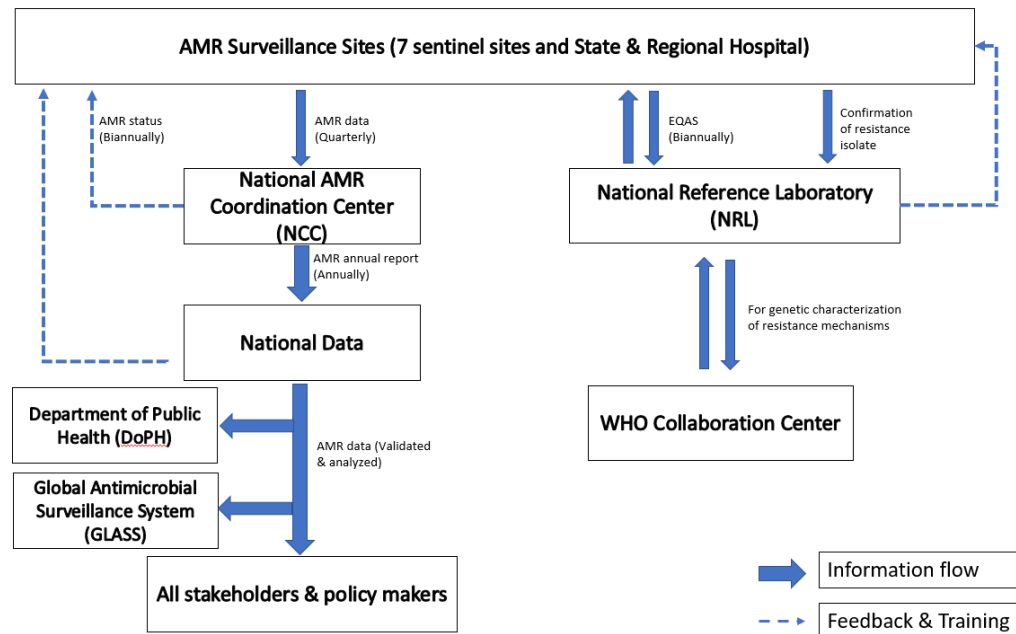 AMR Surveillance Sites (7 sentinel sites and State & Regional Hospital)
AMR status
(Biannually)
AMR data
(Quarterly)
EQAS
(Biannually)
Confirmation
of resistance
isolate
National AMR
Coordination Center
(NCC)
National Reference Laboratory
(NRL)
AMR annual report
(Annually)
For genetic characterization
of resistance mechanisms
National Data
WHO Collaboration Center
Department of Public
Health (DoPH)
AMR data (Validated
& analyzed)
Global Antimicrobial
Surveillance System
(GLASS)
All stakeholders & policy makers
Information flow
Feedback & Training